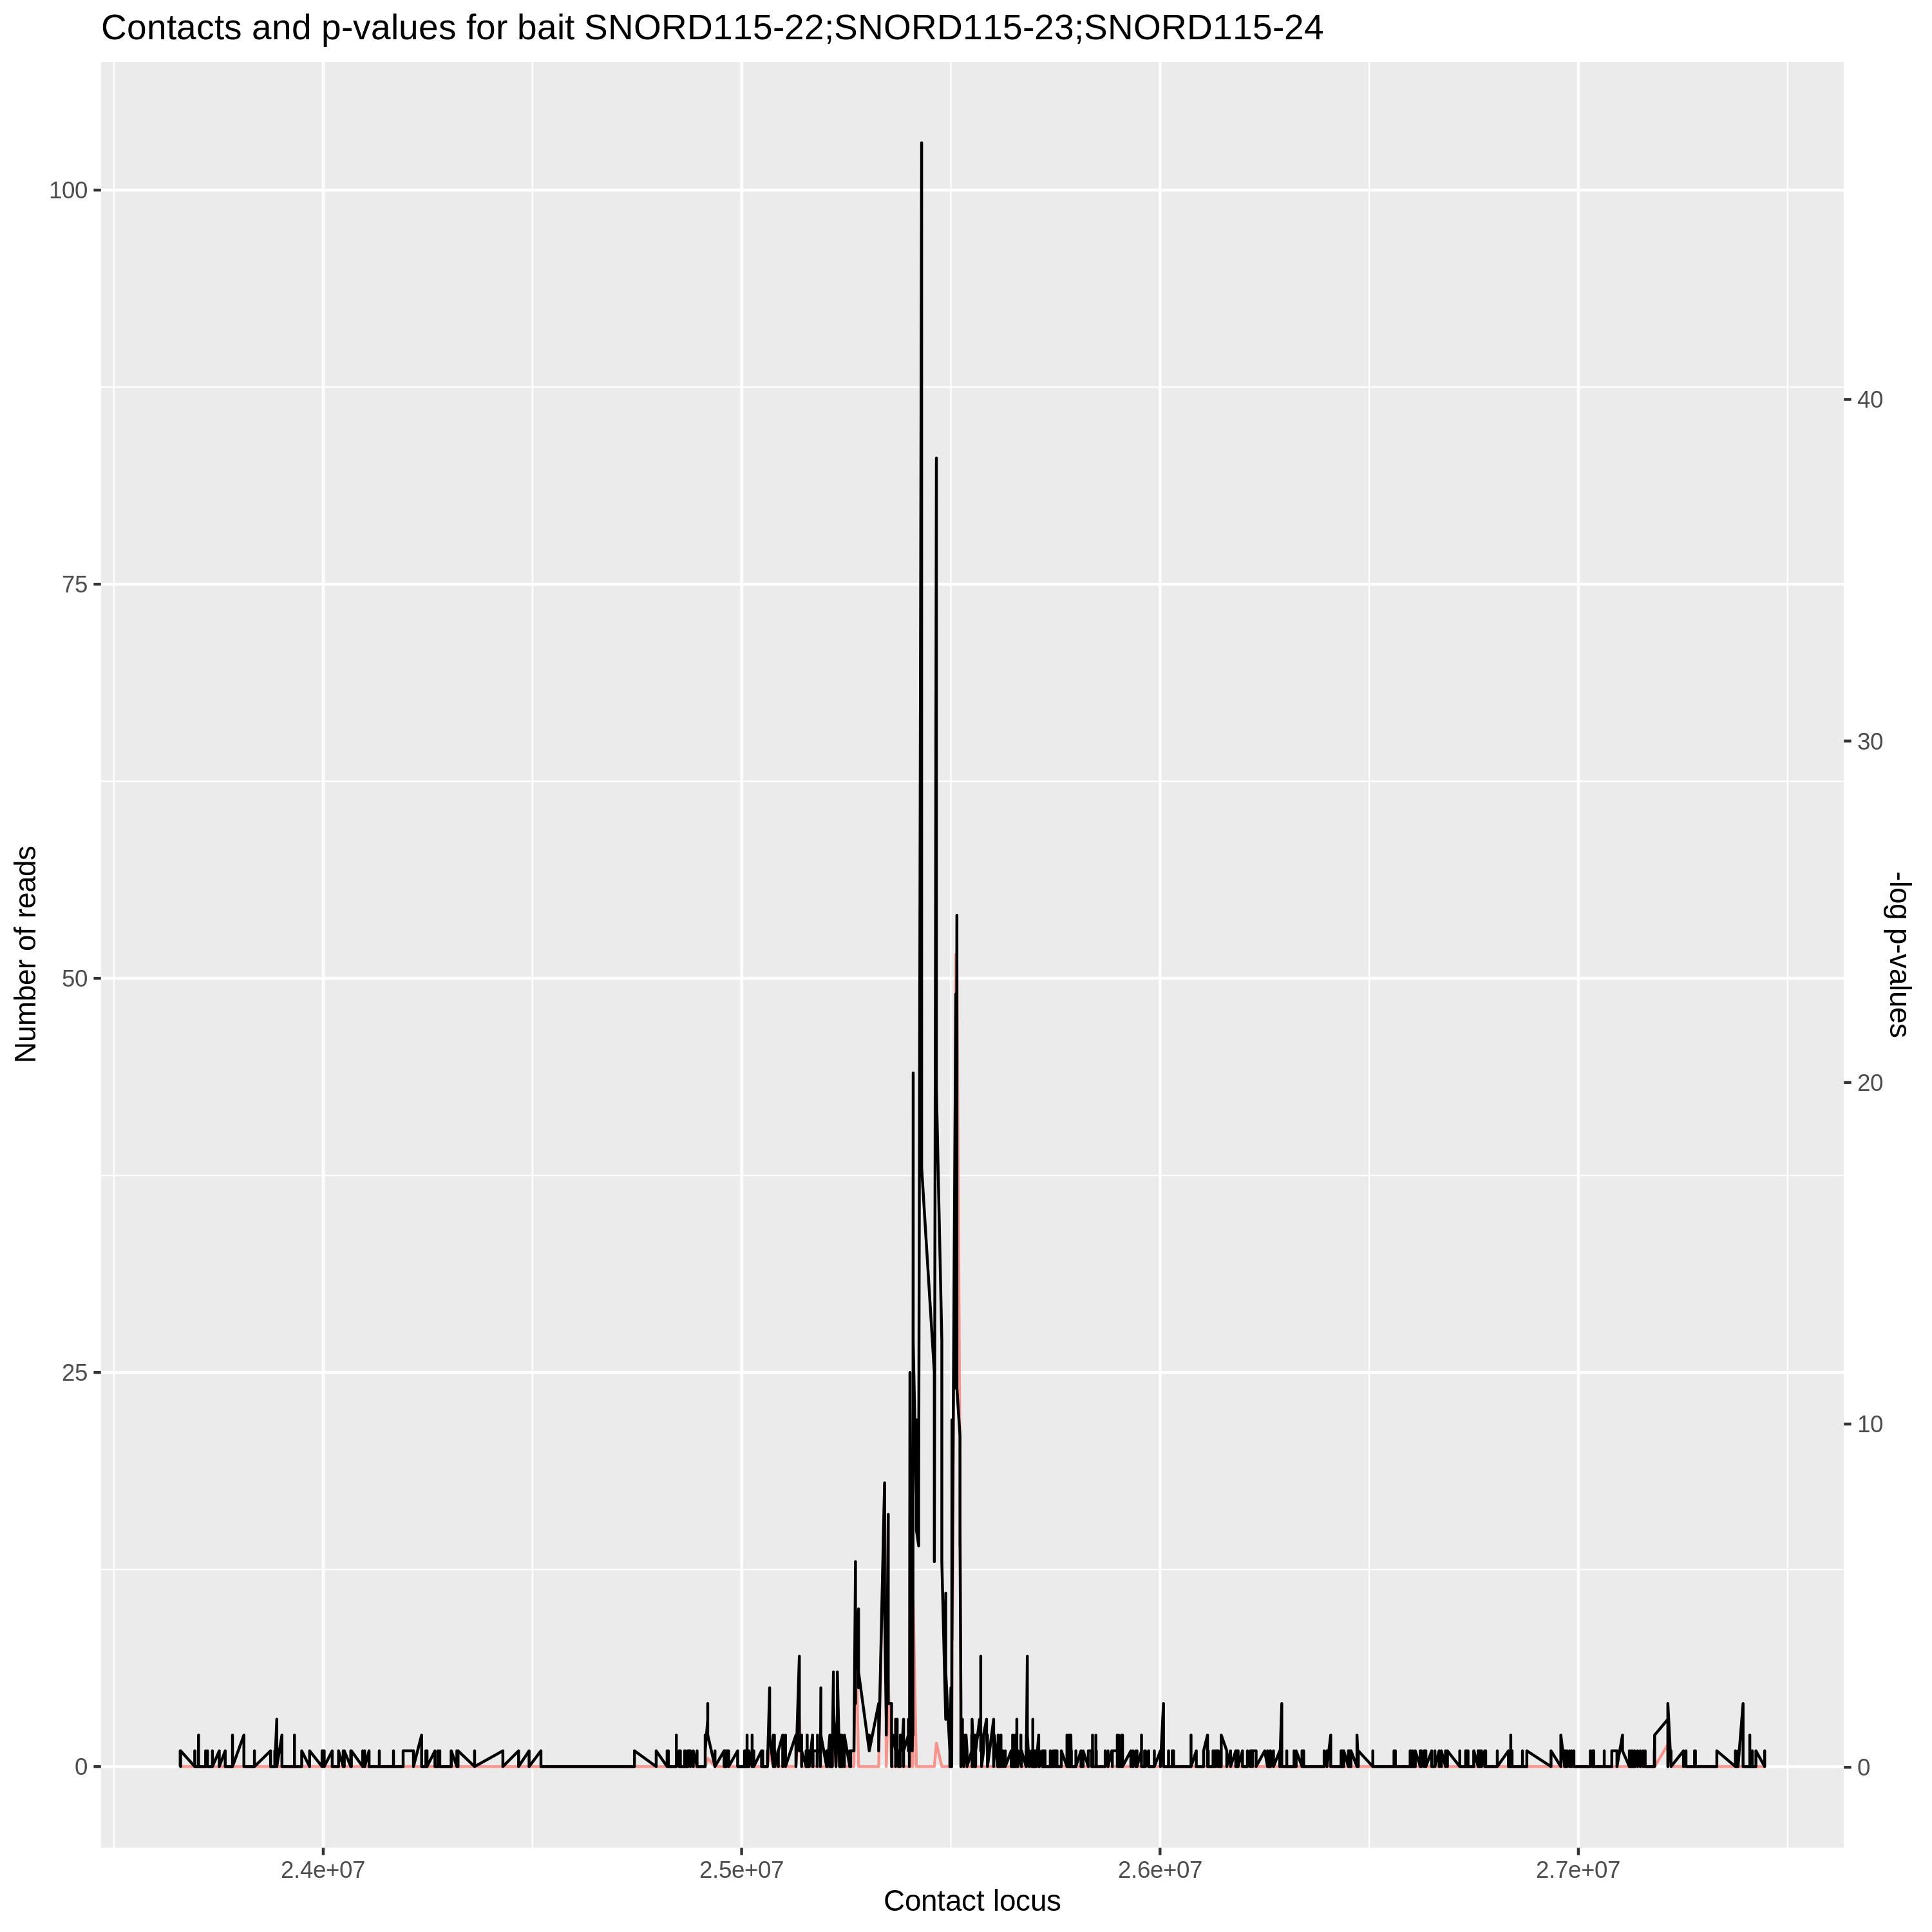 Contacts and p-values for bait SNORD115-22;SNORD115-23;SNORD115-24
100
75
50
25
0
Number of reads
40
30
20
10
0
-log p-values
2.4e+07
2.5e+07
2.6e+07
2.7e+07
Contact locus